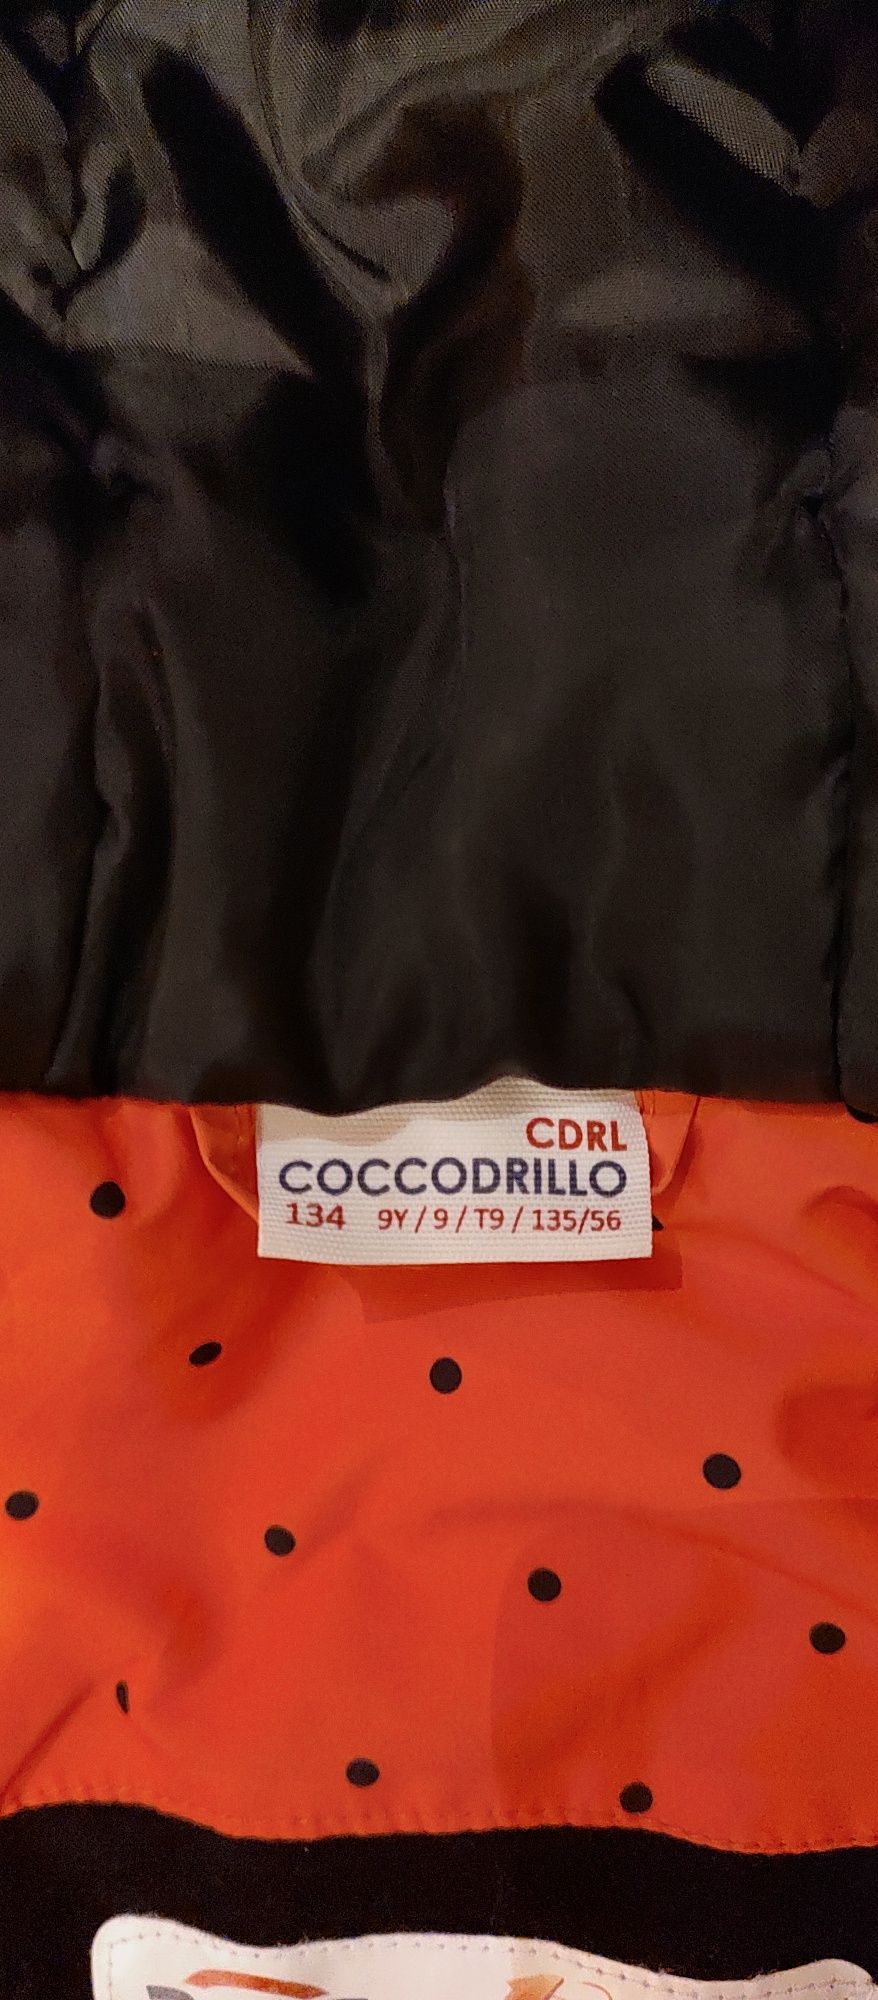 CDRL
COCCODRILLO
134 9Y / 9 / T9 / 135/56